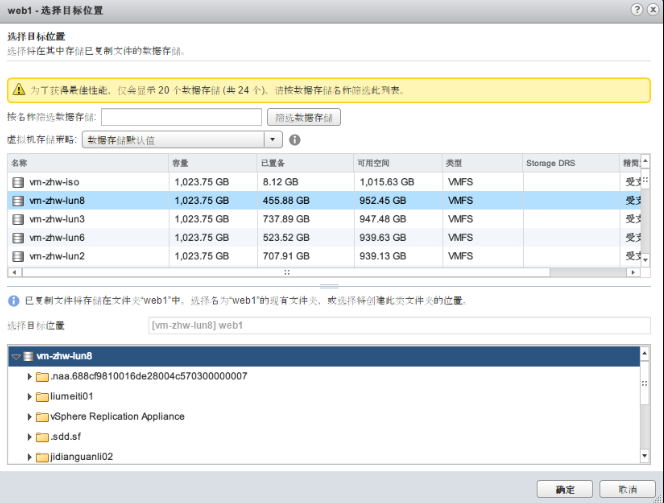 web1 - 选择目标位置
选择目标位置
选择将在其中存储已复制文件的数据存储。
为了获得最佳性能，仅会显示 20 个数据存储 (共 24 个)。请按数据存储名称筛选此列表。
按名称筛选数据存储: 筛选数据存储
虚拟机存储策略: 数据存储默认值
名称 容量 已置备 可用空间 类型 Storage DRS 精简
vm-zhw-iso 1,023.75 GB 8.12 GB 1,015.63 GB VMFS 受支
vm-zhw-lun8 1,023.75 GB 455.88 GB 952.45 GB VMFS 受支
vm-zhw-lun3 1,023.75 GB 737.89 GB 947.48 GB VMFS 受支
vm-zhw-lun6 1,023.75 GB 523.52 GB 939.63 GB VMFS 受支
vm-zhw-lun2 1,023.75 GB 707.91 GB 939.13 GB VMFS 受支
已复制文件将存储在文件夹“web1”中。选择名为“web1”的现有文件夹，或选择将创建此类文件夹的位置。
选择目标位置 [vm-zhw-lun8] web1
vm-zhw-lun8
.naa.688cf9810016de28004c570300000007
liumeiti01
vSphere Replication Appliance
.sdd.sf
jidianguanli02
确定 取消